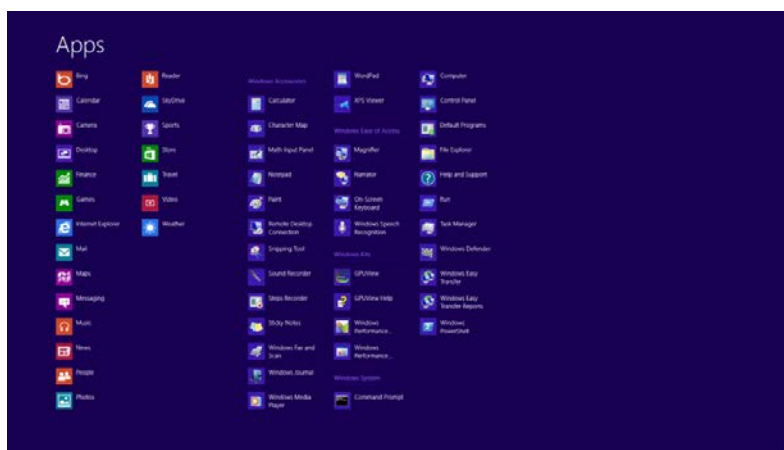 Apps
Bing
Calendar
Camera
Desktop
Finance
Games
Internet Explorer
Mail
Maps
Messaging
Music
News
People
Photos
Reader
SkyDrive
Sports
Store
Travel
Video
Weather
Windows Accessories
Calculator
Character Map
Math Input Panel
Notepad
Paint
Remote Desktop
Connection
Snipping Tool
Sound Recorder
Steps Recorder
Sticky Notes
Windows Fax and
Scan
Windows Journal
Windows Media
Player
WordPad
XPS Viewer
Windows Ease of Access
Magnifier
Narrator
On-Screen
Keyboard
Windows Speech
Recognition
Windows Kits
GPUView
GPUView Help
Windows
Performance...
Windows
Performance...
Windows System
Command Prompt
Computer
Control Panel
Default Programs
File Explorer
Help and Support
Run
Task Manager
Windows Defender
Windows Easy
Transfer
Windows Easy
Transfer Reports
Windows
PowerShell